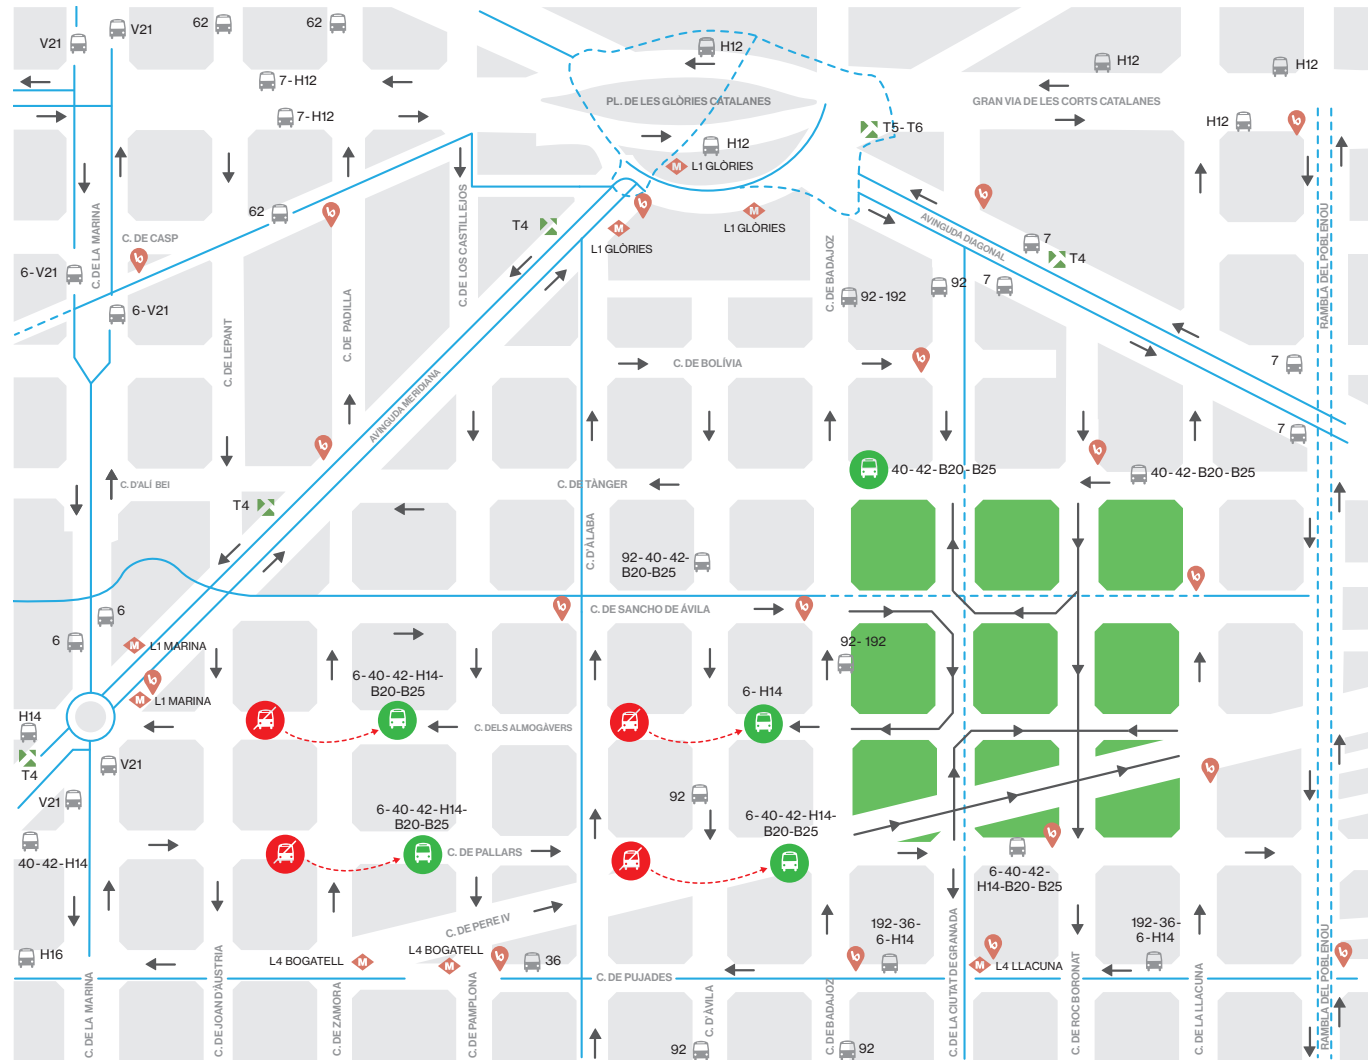 62
62
V21
V21
H12
H12
H12
7-H12
PL. DE LES GLÒRIES CATALANES
GRAN VIA DE LES CORTS CATALANES
7-H12
T5-T6
H12
H12
L1 GLÒRIES
C. DE LA MARINA
C. DE LOS CASTILLEJOS
62
T4
L1 GLÒRIES
L1 GLÒRIES
AVINGUDA DIAGONAL
C. DE CASP
C. DE BADAJOZ
7
T4
RAMBLA DEL POBLENOU
6-V21
92-192
92
7
6-V21
C. DE LEPANT
C. DE PADILLA
C. DE BOLÍVIA
7
AVINGUDA MERIDIANA
7
40-42-B20-B25
40-42-B20-B25
C. D'ALÍ BEI
C. DE TÀNGER
T4
C. D'ÀLABA
92-40-42-
B20-B25
6
C. DE SANCHO DE ÁVILA
6
L1 MARINA
92-192
6-40-42-H14-
B20-B25
6-H14
L1 MARINA
H14
C. DELS ALMOGÀVERS
T4
V21
V21
92
6-40-42-H14-
B20-B25
6-40-42-H14-
B20-B25
40-42-H14
C. DE PALLARS
6-40-42-
H14-B20-B25
C. DE PERE IV
192-36-
6-H14
192-36-
6-H14
H16
L4 BOGATELL
L4 BOGATELL
36
L4 LLACUNA
C. DE PUJADES
C. DE LA MARINA
C. DE JOAN D'ÀUSTRIA
C. DE ZAMORA
C. DE PAMPLONA
C. D'ÀVILA
C. DE BADAJOZ
C. DE LA CIUTAT DE GRANADA
C. DE ROC BORONAT
C. DE LA LLACUNA
RAMBLA DEL POBLENOU
92
92